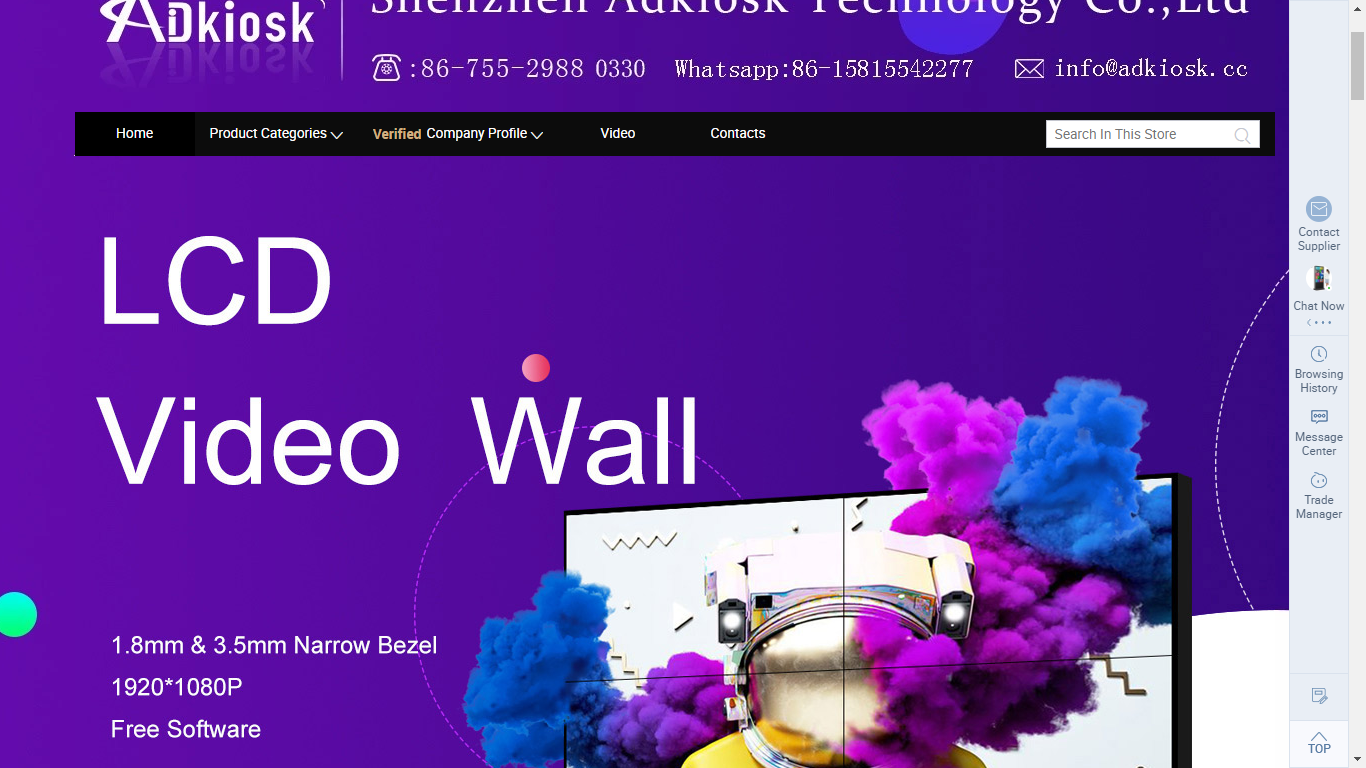 ADkiosk
Shenzhen Adkiosk Technology Co.,Ltd
:86-755-2988 0330 Whatsapp:86-15815542277 info@adkiosk.cc
Home Product Categories Verified Company Profile Video Contacts Search In This Store
LCD
Video Wall
1.8mm & 3.5mm Narrow Bezel
1920*1080P
Free Software
Contact
Supplier
Chat Now
Browsing
History
Message
Center
Trade
Manager
TOP